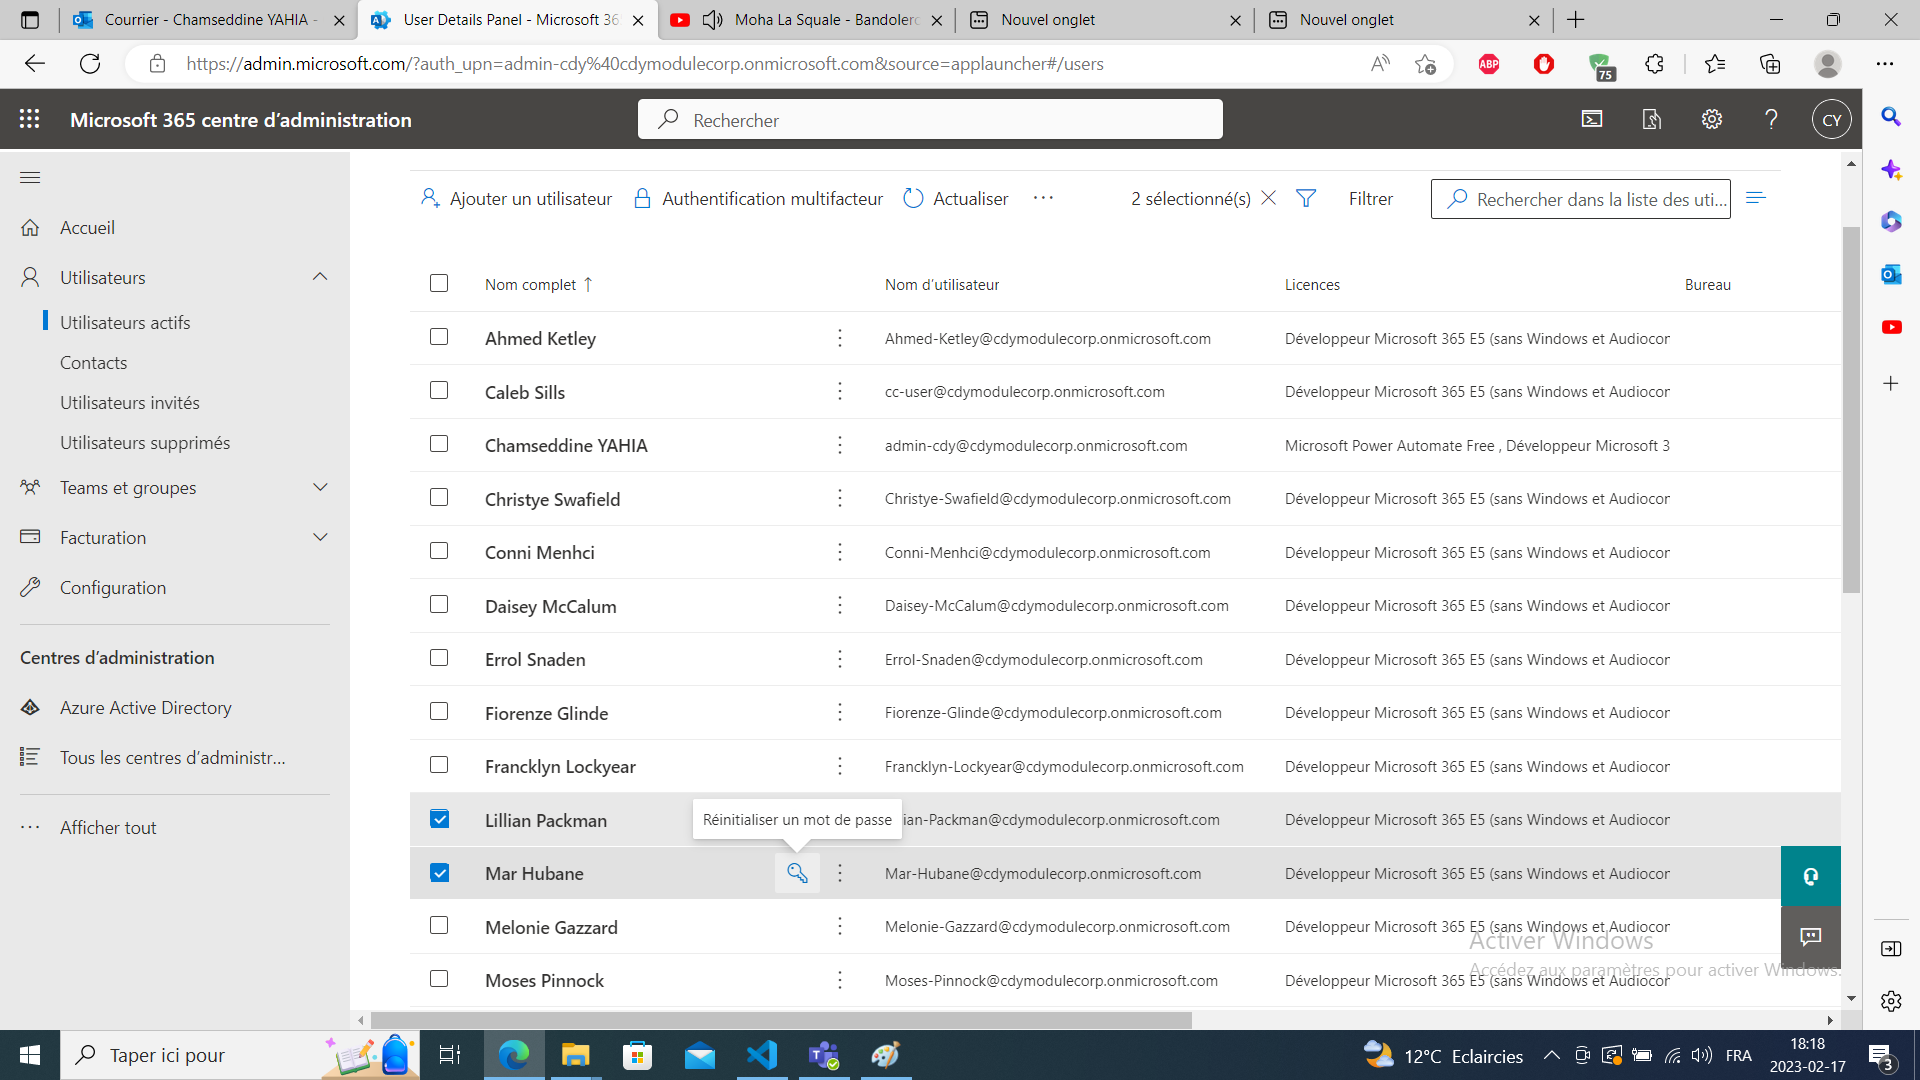 Courrier - Chamseddine YAHIA -
User Details Panel - Microsoft 36
Moha La Squale - Bandolero
Nouvel onglet
Nouvel onglet
https://admin.microsoft.com/?auth_upn=admin-cdy%40cdymodulecorp.onmicrosoft.com&source=applauncher#/users
ABP
75
Microsoft 365 centre d’administration
Rechercher
CY
Ajouter un utilisateur
Authentification multifacteur
Actualiser
2 sélectionné(s)
Filtrer
Rechercher dans la liste des uti...
Accueil
Utilisateurs
Utilisateurs actifs
Contacts
Utilisateurs invités
Utilisateurs supprimés
Teams et groupes
Facturation
Configuration
Centres d’administration
Azure Active Directory
Tous les centres d’administr...
Afficher tout
Nom complet ↑ Nom d’utilisateur Licences Bureau
Ahmed Ketley Ahmed-Ketley@cdymodulecorp.onmicrosoft.com Développeur Microsoft 365 E5 (sans Windows et Audiocon
Caleb Sills cc-user@cdymodulecorp.onmicrosoft.com Développeur Microsoft 365 E5 (sans Windows et Audiocon
Chamseddine YAHIA admin-cdy@cdymodulecorp.onmicrosoft.com Microsoft Power Automate Free , Développeur Microsoft 3
Christye Swafield Christye-Swafield@cdymodulecorp.onmicrosoft.com Développeur Microsoft 365 E5 (sans Windows et Audiocon
Conni Menhci Conni-Menhci@cdymodulecorp.onmicrosoft.com Développeur Microsoft 365 E5 (sans Windows et Audiocon
Daisey McCalum Daisey-McCalum@cdymodulecorp.onmicrosoft.com Développeur Microsoft 365 E5 (sans Windows et Audiocon
Errol Snaden Errol-Snaden@cdymodulecorp.onmicrosoft.com Développeur Microsoft 365 E5 (sans Windows et Audiocon
Fiorenze Glinde Fiorenze-Glinde@cdymodulecorp.onmicrosoft.com Développeur Microsoft 365 E5 (sans Windows et Audiocon
Francklyn Lockyear Francklyn-Lockyear@cdymodulecorp.onmicrosoft.com Développeur Microsoft 365 E5 (sans Windows et Audiocon
Lillian Packman Réinitialiser un mot de passe ian-Packman@cdymodulecorp.onmicrosoft.com Développeur Microsoft 365 E5 (sans Windows et Audiocon
Mar Hubane Mar-Hubane@cdymodulecorp.onmicrosoft.com Développeur Microsoft 365 E5 (sans Windows et Audiocon
Melonie Gazzard Melonie-Gazzard@cdymodulecorp.onmicrosoft.com Développeur Microsoft 365 E5 (sans Windows et Audiocon
Moses Pinnock Moses-Pinnock@cdymodulecorp.onmicrosoft.com Développeur Microsoft 365 E5 (sans Windows et Audiocon
Activer Windows
Accédez aux paramètres pour activer Windows.
Taper ici pour
12°C Eclaircies
FRA
18:18
2023-02-17
3